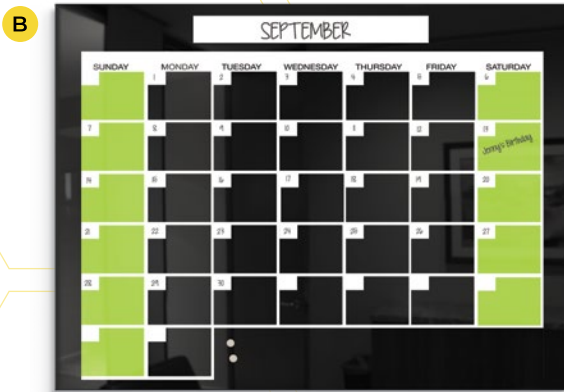 B
SEPTEMBER
SUNDAY MONDAY TUESDAY WEDNESDAY THURSDAY FRIDAY SATURDAY
1 2 3 4 5 6
7 8 9 10 11 12 13
Jenny's Birthday
14 15 16 17 18 19 20
21 22 23 24 25 26 27
28 29 30